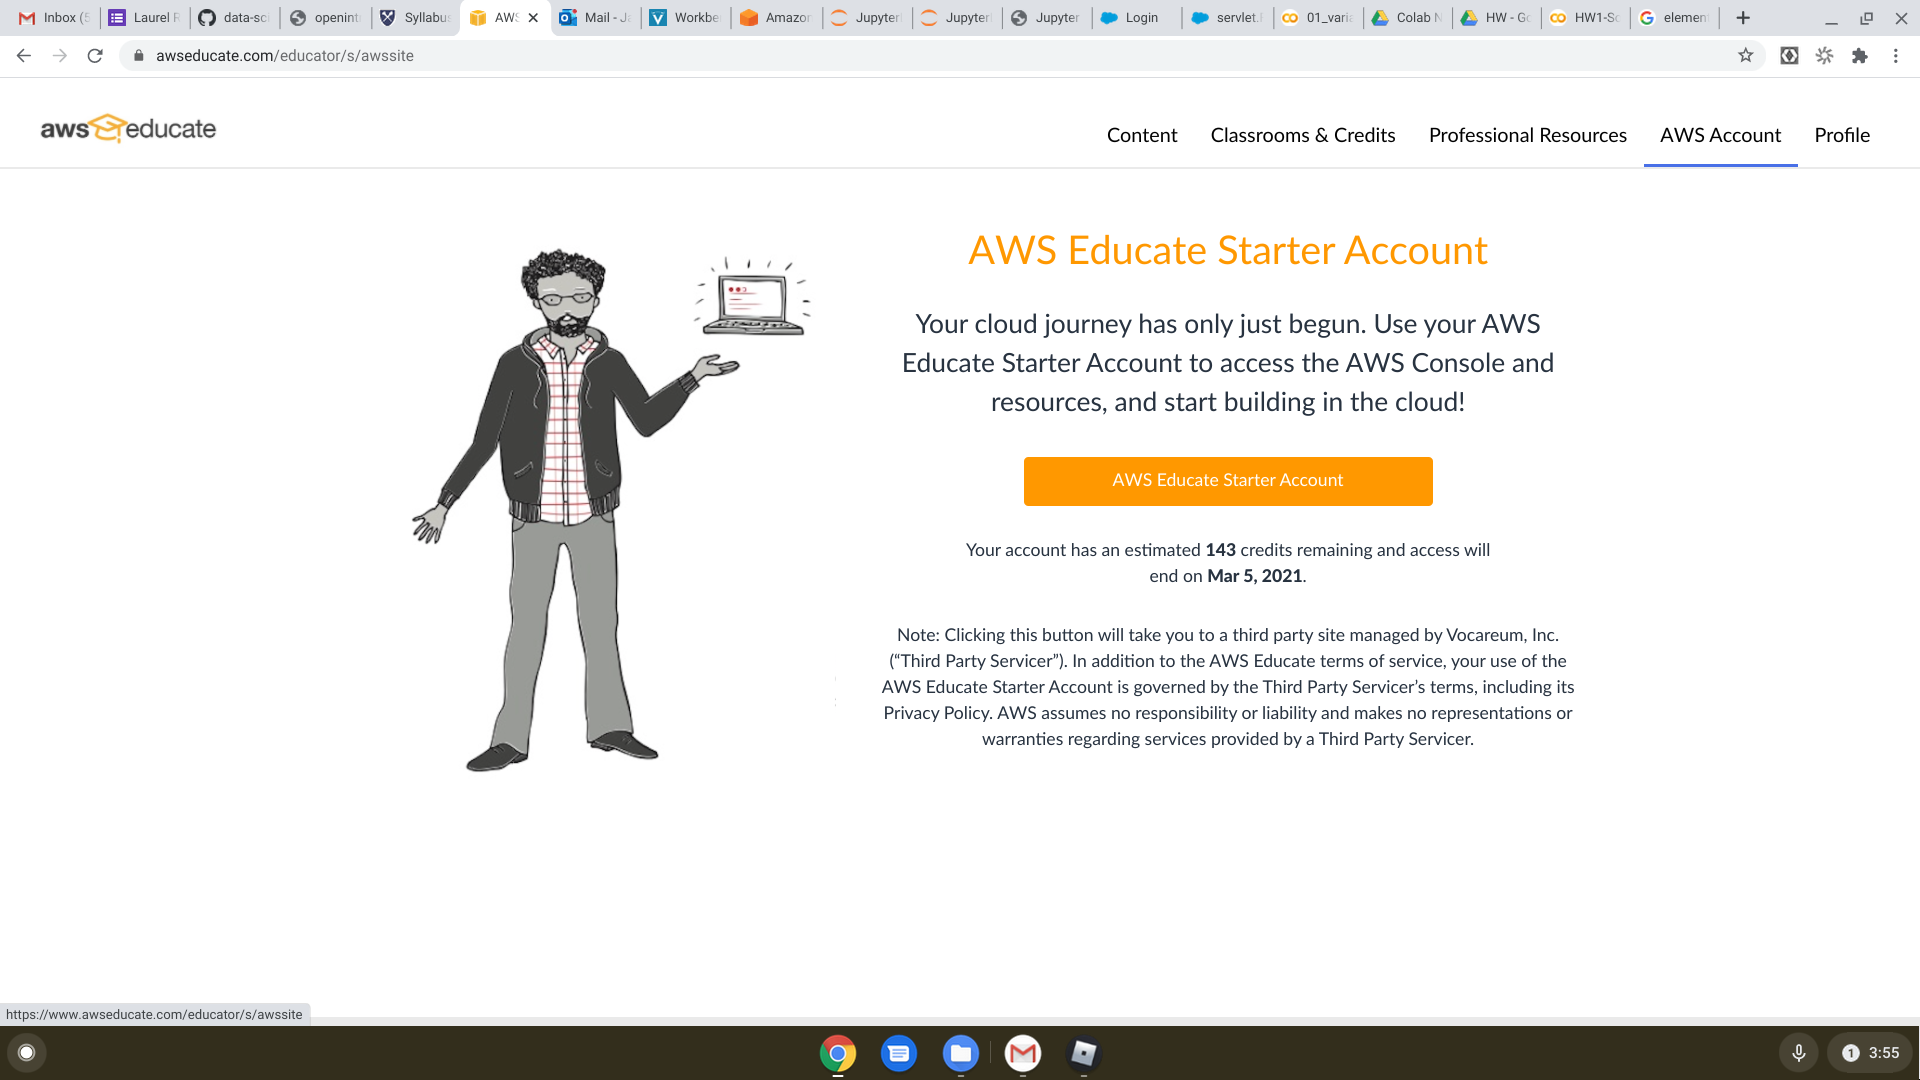 Inbox (5
Laurel R
data-sci
openint
Syllabus
AWS
Mail - Ja
Workbe
Amazon
Jupyter
Jupyter
Jupyter
Login
servlet.f
01_varia
Colab N
HW - Go
HW1-Sc
element
awseducate.com/educator/s/awssite
aws educate
Content
Classrooms & Credits
Professional Resources
AWS Account
Profile
AWS Educate Starter Account
Your cloud journey has only just begun. Use your AWS
Educate Starter Account to access the AWS Console and
resources, and start building in the cloud!
AWS Educate Starter Account
Your account has an estimated 143 credits remaining and access will
end on Mar 5, 2021.
Note: Clicking this button will take you to a third party site managed by Vocareum, Inc.
(“Third Party Servicer”). In addition to the AWS Educate terms of service, your use of the
AWS Educate Starter Account is governed by the Third Party Servicer’s terms, including its
Privacy Policy. AWS assumes no responsibility or liability and makes no representations or
warranties regarding services provided by a Third Party Servicer.
https://www.awseducate.com/educator/s/awssite
1
3:55